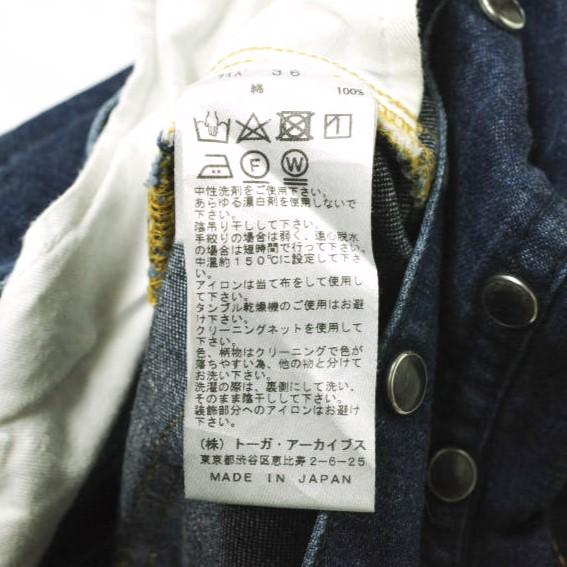 サイズ 36
綿 100%
F W
中性洗剤をご使用下さい。
あらゆる漂白剤を使用しないで
下さい。
陰吊り干しして下さい。
手絞りの場合は弱く、遠心脱水
の場合は短時間で行って下さい。
中温約150℃に設定して下さ
い。
アイロンは当て布をして使用し
て下さい。
タンブル乾燥機のご使用はお避
け下さい。
クリーニングネットを使用して
下さい。
色、柄物はクリーニングで色が
落ちやすい為、他の物と分けて
お洗い下さい。
洗濯の際は、裏側にして洗い、
そのまま陰干しして下さい。
装飾部分へのアイロンはお避け
下さい。
(株)トーガ・アーカイブス
東京都渋谷区恵比寿2-6-25
MADE IN JAPAN